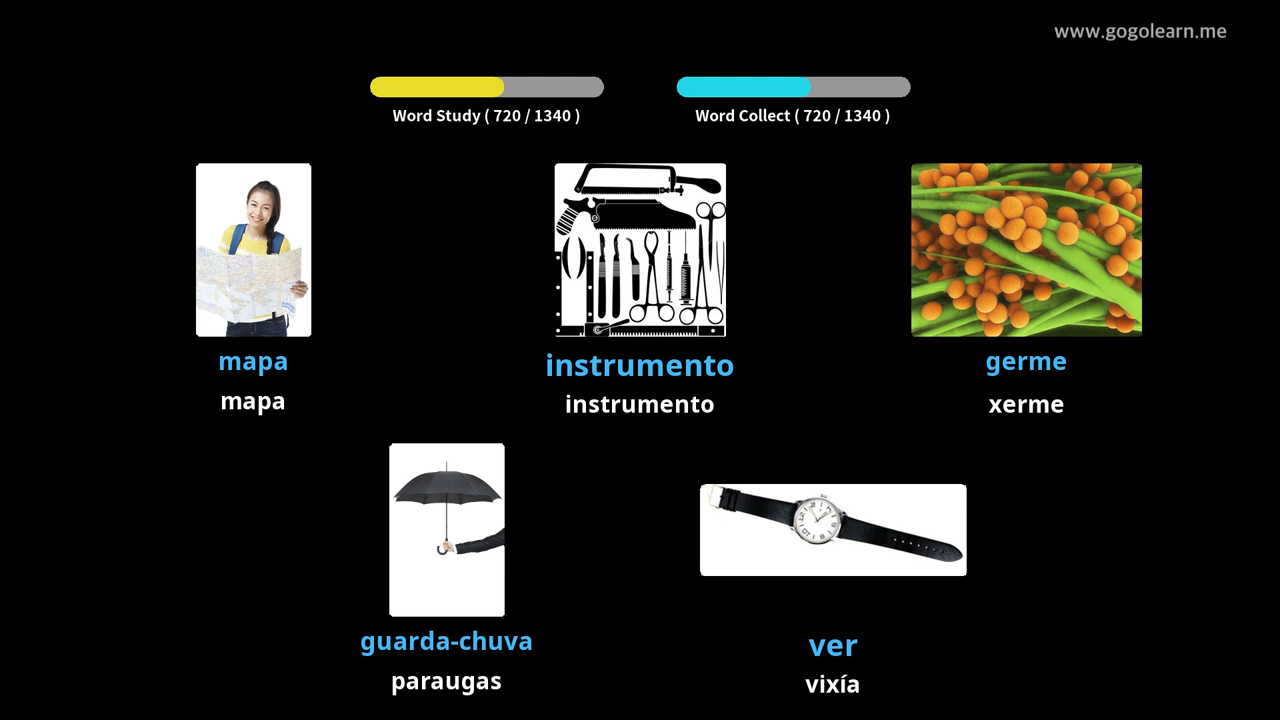 www.gogolearn.me
Word Study ( 720 / 1340 )
Word Collect ( 720 / 1340 )
mapa
mapa
instrumento
instrumento
germe
xerme
guarda-chuva
paraugas
ver
vixía